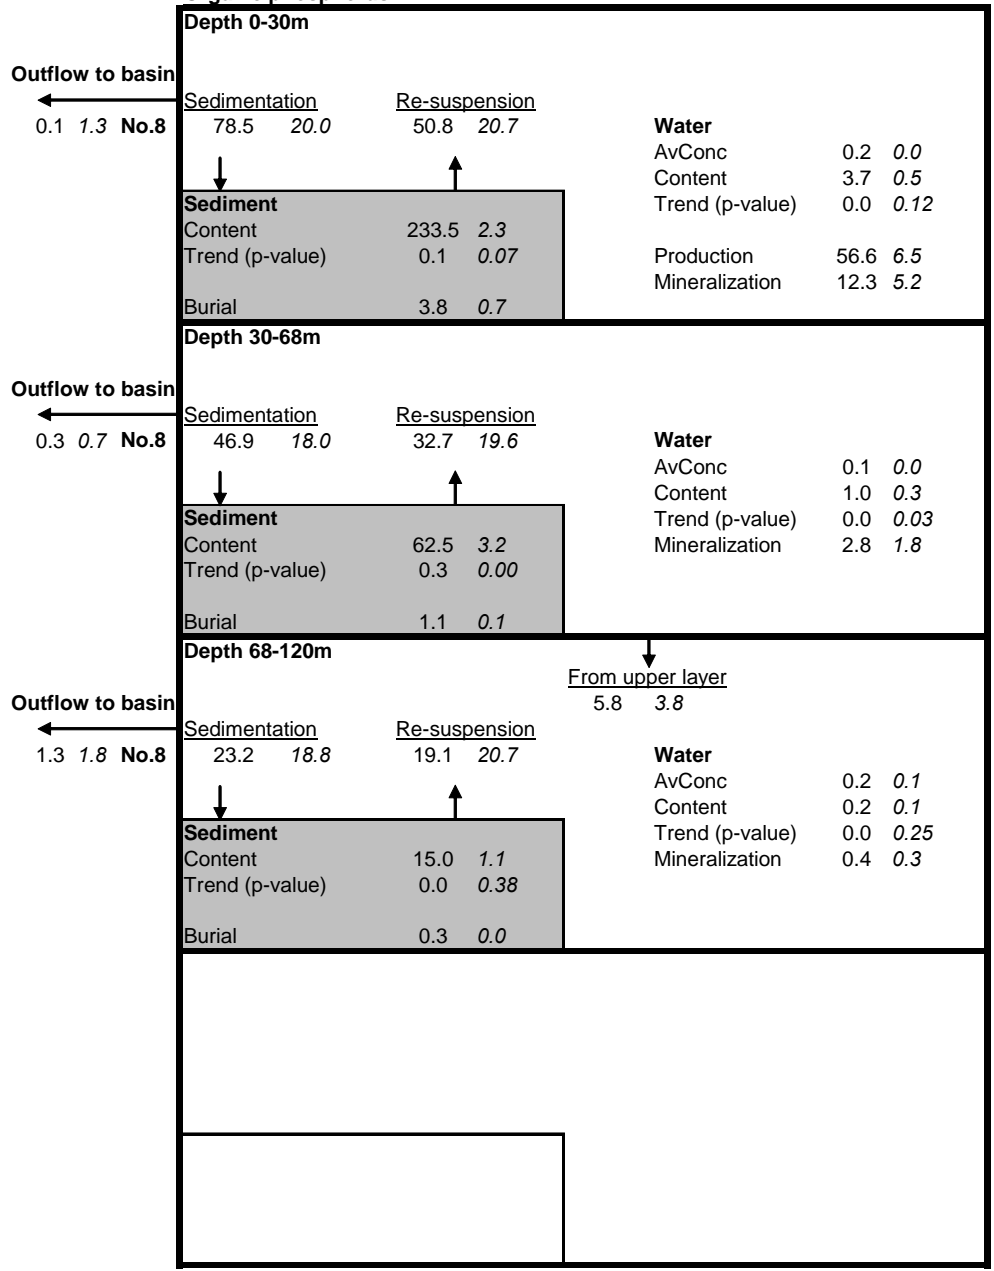 Depth 0-30m
Outflow to basin
Sedimentation Re-suspension
0.1 1.3 No.8 78.5 20.0 50.8 20.7 Water
AvConc 0.2 0.0
Content 3.7 0.5
Sediment Trend (p-value) 0.0 0.12
Content 233.5 2.3
Trend (p-value) 0.1 0.07 Production 56.6 6.5
Mineralization 12.3 5.2
Burial 3.8 0.7
Depth 30-68m
Outflow to basin
Sedimentation Re-suspension
0.3 0.7 No.8 46.9 18.0 32.7 19.6 Water
AvConc 0.1 0.0
Content 1.0 0.3
Sediment Trend (p-value) 0.0 0.03
Content 62.5 3.2 Mineralization 2.8 1.8
Trend (p-value) 0.3 0.00
Burial 1.1 0.1
Depth 68-120m
From upper layer
Outflow to basin 5.8 3.8
Sedimentation Re-suspension
1.3 1.8 No.8 23.2 18.8 19.1 20.7 Water
AvConc 0.2 0.1
Content 0.2 0.1
Sediment Trend (p-value) 0.0 0.25
Content 15.0 1.1 Mineralization 0.4 0.3
Trend (p-value) 0.0 0.38
Burial 0.3 0.0